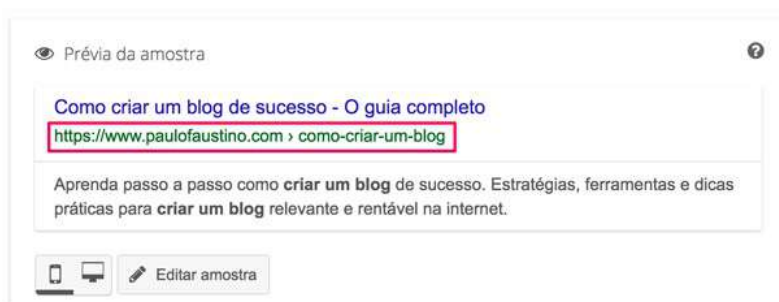 Prévia da amostra
Como criar um blog de sucesso - O guia completo
https://www.paulofaustino.com › como-criar-um-blog
Aprenda passo a passo como criar um blog de sucesso. Estratégias, ferramentas e dicas
práticas para criar um blog relevante e rentável na internet.
Editar amostra